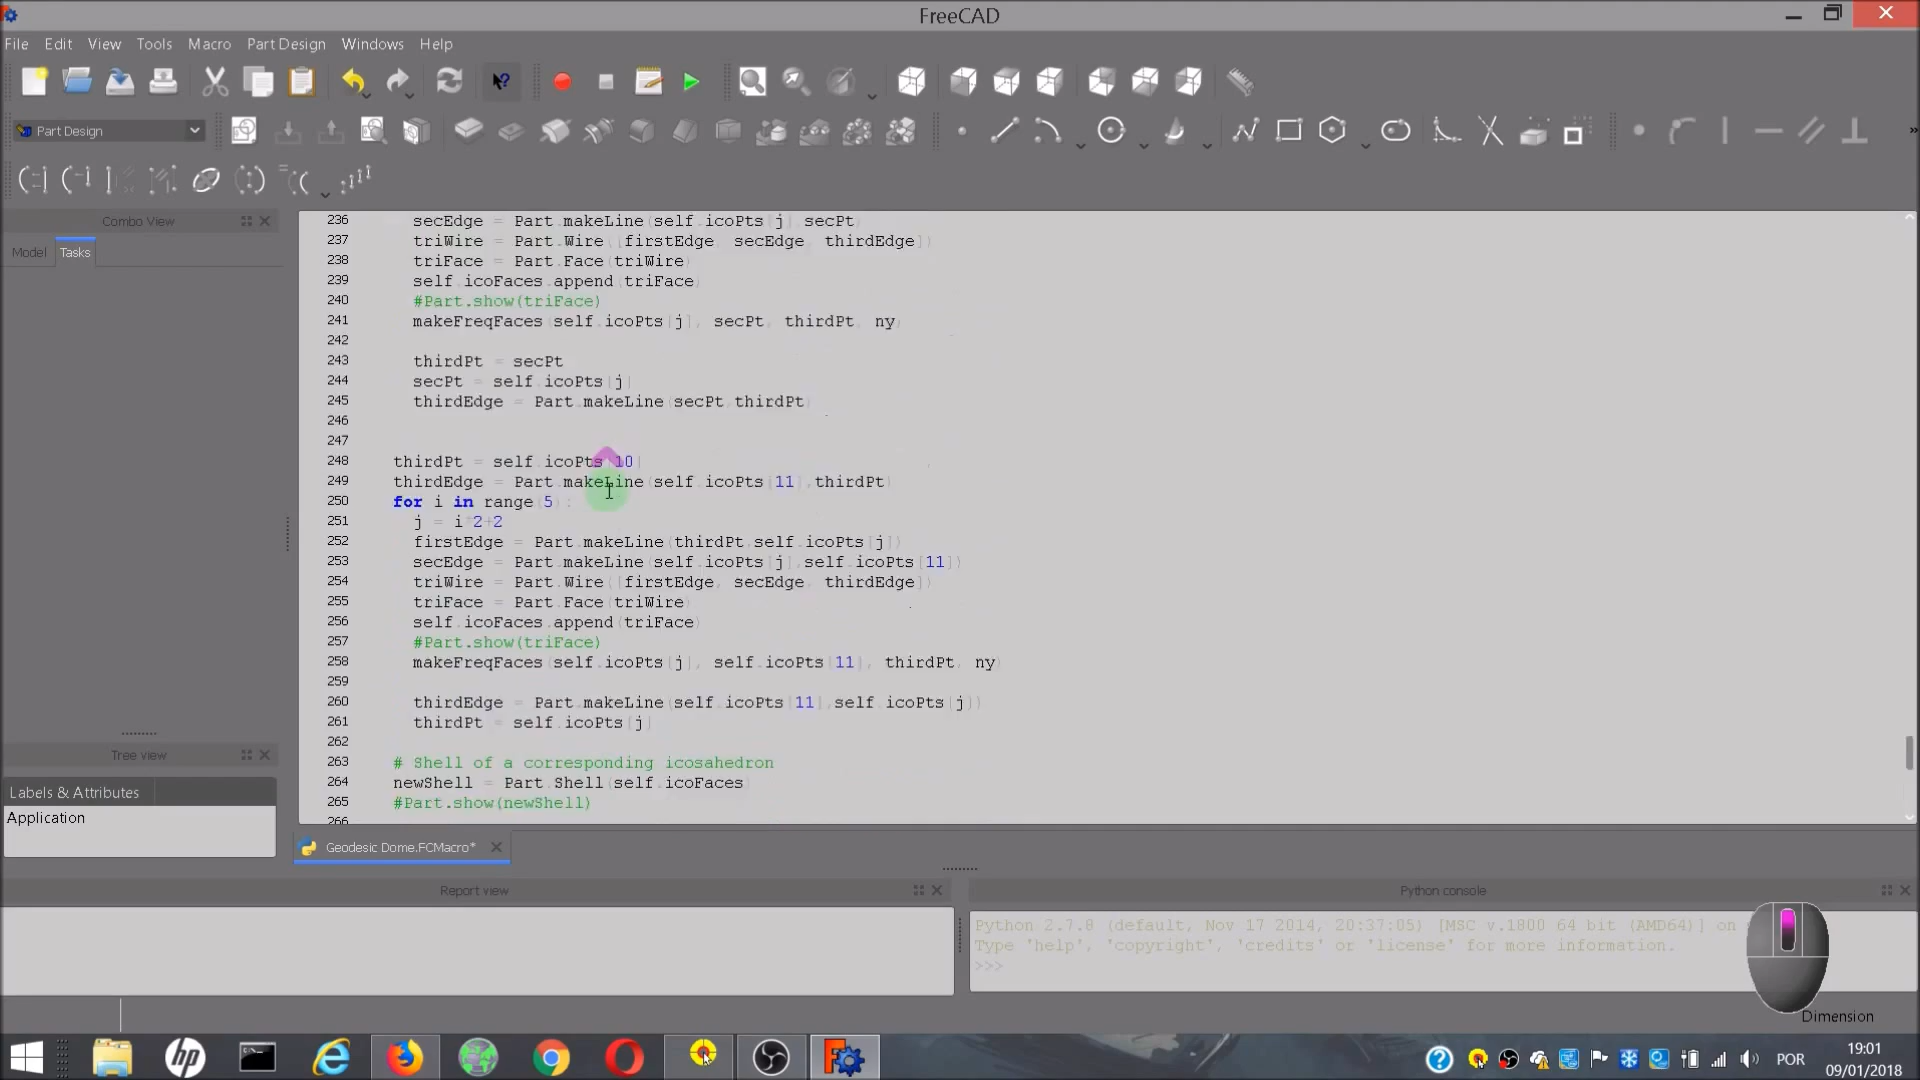 FreeCAD
File Edit View Tools Macro Part Design Windows Help
Part Design
Combo View
Model Tasks
236 secEdge = Part.makeLine(self.icoPts[j],secPt)
237 triWire = Part.Wire([firstEdge, secEdge, thirdEdge])
238 triFace = Part.Face(triWire)
239 self.icoFaces.append(triFace)
240 #Part.show(triFace)
241 makeFreqFaces(self.icoPts[j], secPt, thirdPt, ny)
242
243 thirdPt = secPt
244 secPt = self.icoPts[j]
245 thirdEdge = Part.makeLine(secPt,thirdPt)
246
247
248 thirdPt = self.icoPts[10]
249 thirdEdge = Part.makeLine(self.icoPts[11],thirdPt)
250 for i in range(5):
251 j = i*2+2
252 firstEdge = Part.makeLine(thirdPt,self.icoPts[j])
253 secEdge = Part.makeLine(self.icoPts[j],self.icoPts[11])
254 triWire = Part.Wire([firstEdge, secEdge, thirdEdge])
255 triFace = Part.Face(triWire)
256 self.icoFaces.append(triFace)
257 #Part.show(triFace)
258 makeFreqFaces(self.icoPts[j], self.icoPts[11], thirdPt, ny)
259
260 thirdEdge = Part.makeLine(self.icoPts[11],self.icoPts[j])
261 thirdPt = self.icoPts[j]
262
263 # Shell of a corresponding icosahedron
264 newShell = Part.Shell(self.icoFaces)
265 #Part.show(newShell)
266
Tree view
Labels & Attributes
Application
Geodesic Dome.FCMacro*
Report view
Python console
Python 2.7.8 (default, Nov 17 2014, 20:37:05) [MSC v.1800 64 bit (AMD64)] on
Type 'help', 'copyright', 'credits' or 'license' for more information.
>>>
Dimension
hp
POR
19:01
09/01/2018